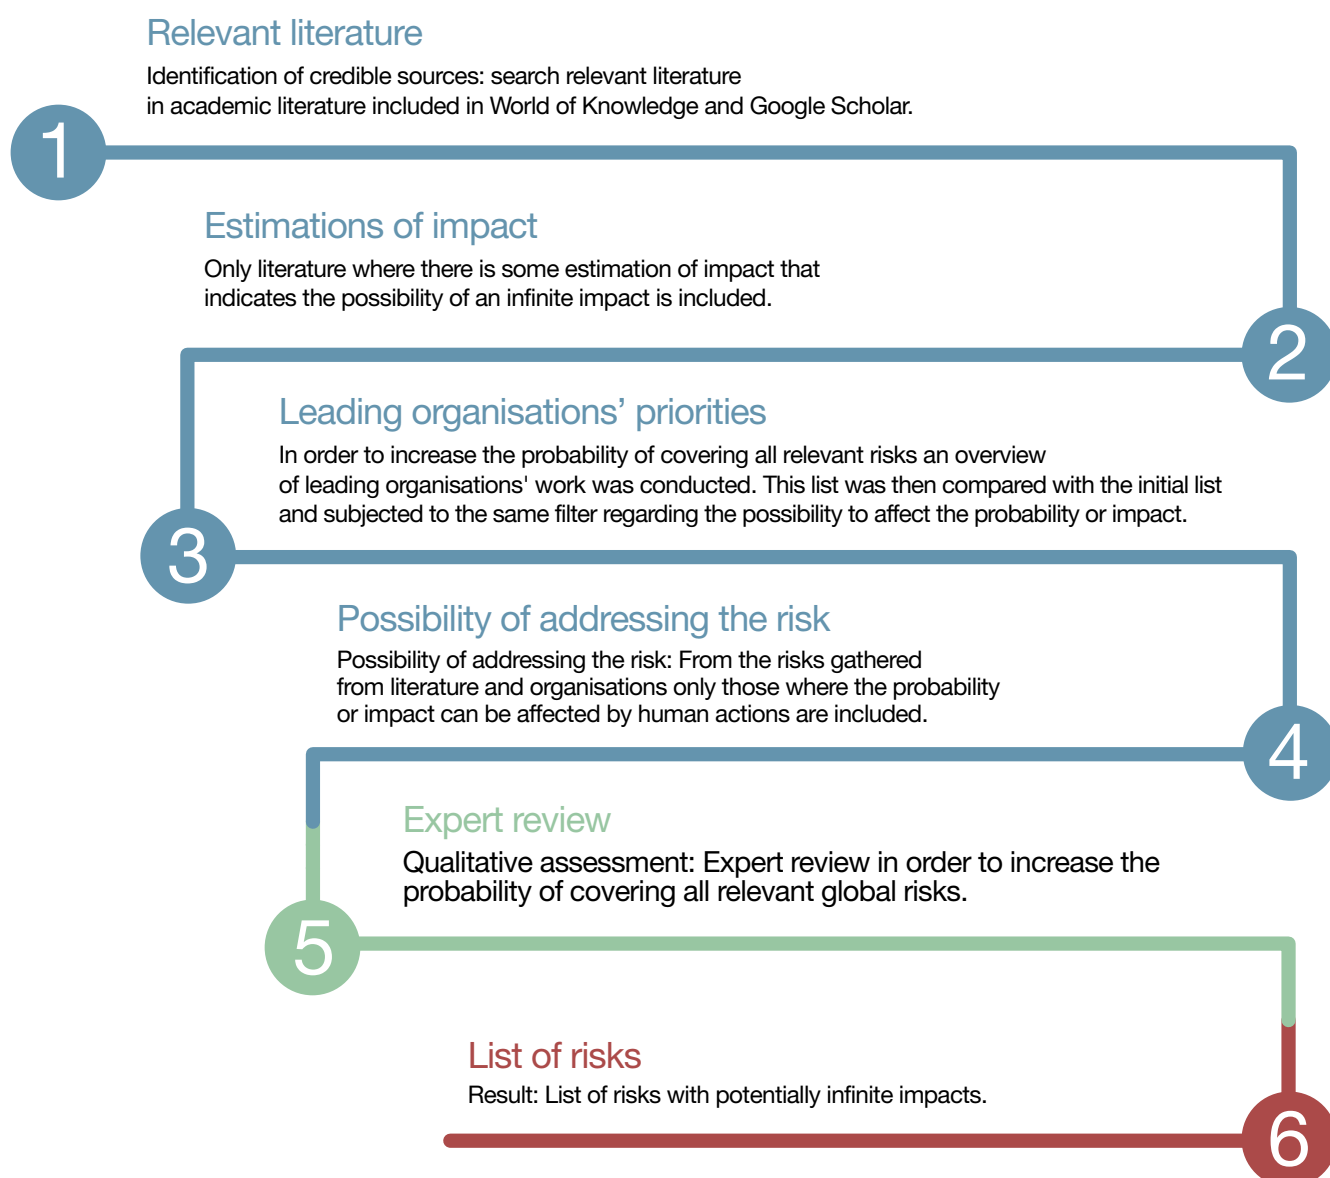 Relevant literature
Identification of credible sources: search relevant literature
in academic literature included in World of Knowledge and Google Scholar.
1
Estimations of impact
Only literature where there is some estimation of impact that
indicates the possibility of an infinite impact is included.
2
Leading organisations’ priorities
In order to increase the probability of covering all relevant risks an overview
of leading organisations' work was conducted. This list was then compared with the initial list
and subjected to the same filter regarding the possibility to affect the probability or impact.
3
Possibility of addressing the risk
Possibility of addressing the risk: From the risks gathered
from literature and organisations only those where the probability
or impact can be affected by human actions are included.
4
Expert review
Qualitative assessment: Expert review in order to increase the
probability of covering all relevant global risks.
5
List of risks
Result: List of risks with potentially infinite impacts.
6